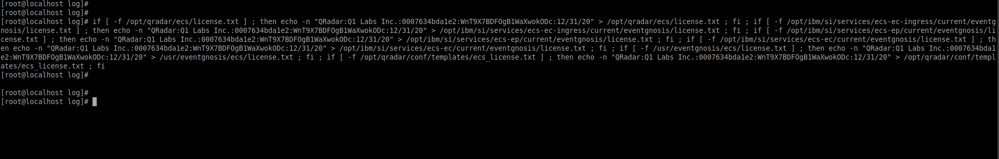 [root@localhost log]#
[root@localhost log]#
[root@localhost log]# if [ -f /opt/qradar/ecs/license.txt ] ; then echo -n "QRadar:Q1 Labs Inc.:0007634bda1e2:WnT9X7BDFOgB1WaXwokODc:12/31/20" > /opt/qradar/ecs/license.txt ; fi ; if [ -f /opt/ibm/si/services/ecs-ec-ingress/current/eventg
nosis/license.txt ] ; then echo -n "QRadar:Q1 Labs Inc.:0007634bda1e2:WnT9X7BDFOgB1WaXwokODc:12/31/20" > /opt/ibm/si/services/ecs-ec-ingress/current/eventgnosis/license.txt ; fi ; if [ -f /opt/ibm/si/services/ecs-ep/current/eventgnosis/li
cense.txt ] ; then echo -n "QRadar:Q1 Labs Inc.:0007634bda1e2:WnT9X7BDFOgB1WaXwokODc:12/31/20" > /opt/ibm/si/services/ecs-ep/current/eventgnosis/license.txt ; fi ; if [ -f /opt/ibm/si/services/ecs-ec/current/eventgnosis/license.txt ] ; th
en echo -n "QRadar:Q1 Labs Inc.:0007634bda1e2:WnT9X7BDFOgB1WaXwokODc:12/31/20" > /opt/ibm/si/services/ecs-ec/current/eventgnosis/license.txt ; fi ; if [ -f /usr/eventgnosis/ecs/license.txt ] ; then echo -n "QRadar:Q1 Labs Inc.:0007634bda1
e2:WnT9X7BDFOgB1WaXwokODc:12/31/20" > /usr/eventgnosis/ecs/license.txt ; fi ; if [ -f /opt/qradar/conf/templates/ecs_license.txt ] ; then echo -n "QRadar:Q1 Labs Inc.:0007634bda1e2:WnT9X7BDFOgB1WaXwokODc:12/31/20" > /opt/qradar/conf/templ
ates/ecs_license.txt ; fi
[root@localhost log]#
[root@localhost log]#
[root@localhost log]#